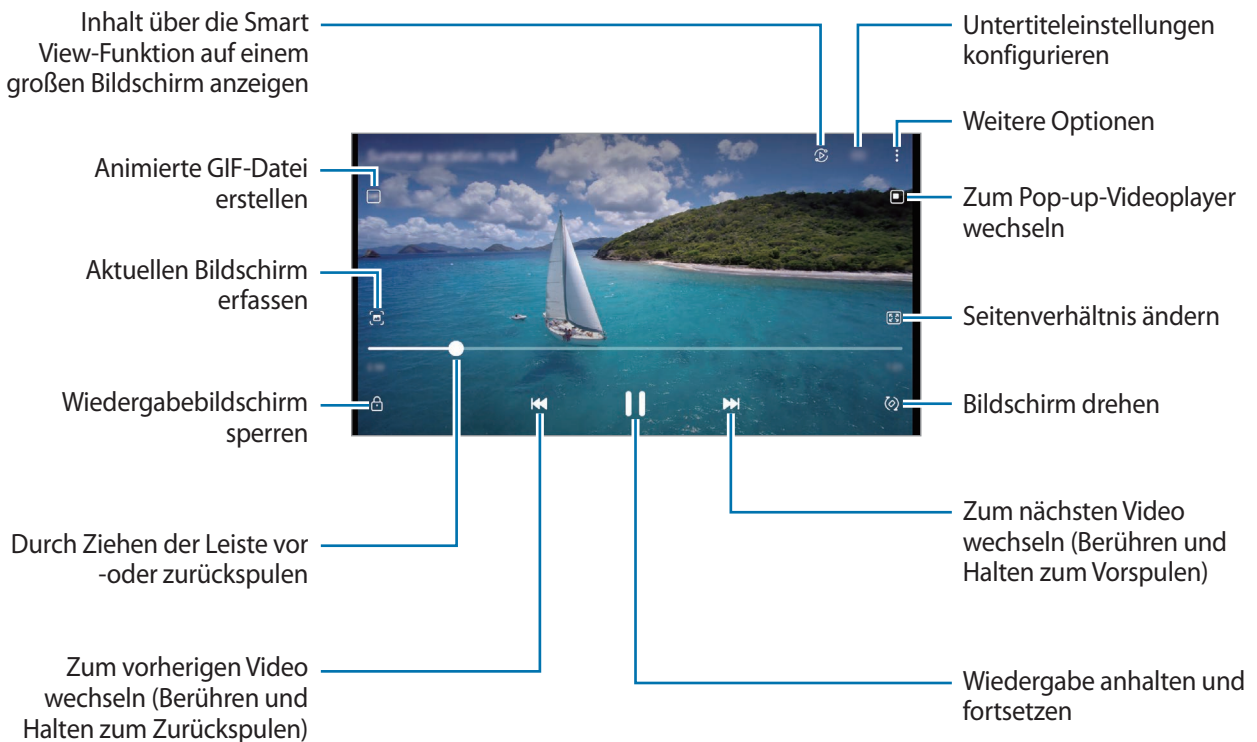 Inhalt über die Smart
View-Funktion auf einem
großen Bildschirm anzeigen
Animierte GIF-Datei
erstellen
Aktuellen Bildschirm
erfassen
Wiedergabebildschirm
sperren
Durch Ziehen der Leiste vor
-oder zurückspulen
Zum vorherigen Video
wechseln (Berühren und
Halten zum Zurückspulen)
Untertiteleinstellungen
konfigurieren
Weitere Optionen
Zum Pop-up-Videoplayer
wechseln
Seitenverhältnis ändern
Bildschirm drehen
Zum nächsten Video
wechseln (Berühren und
Halten zum Vorspulen)
Wiedergabe anhalten und
fortsetzen